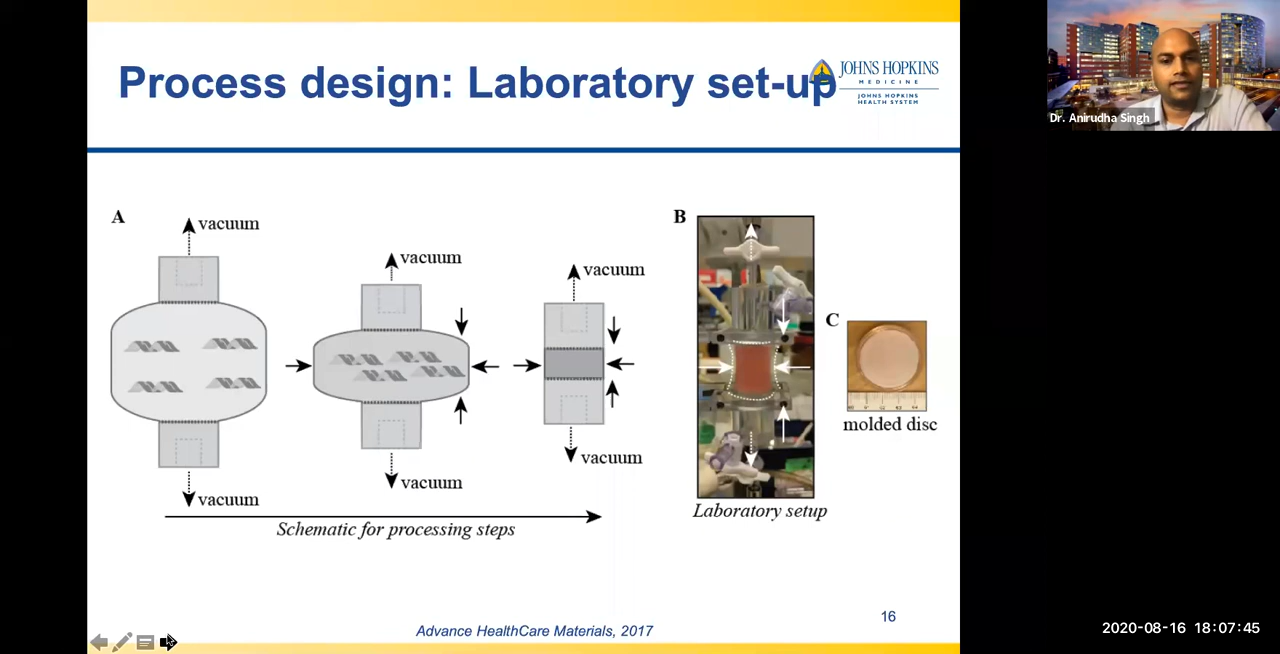 Process design: Laboratory set-up
JOHNS HOPKINS
MEDICINE
JOHNS HOPKINS
HEALTH SYSTEM
Dr. Anirudha Singh
A
vacuum
vacuum
vacuum
vacuum
vacuum
vacuum
Schematic for processing steps
B
Laboratory setup
C
molded disc
16
Advance HealthCare Materials, 2017
2020-08-16 18:07:45